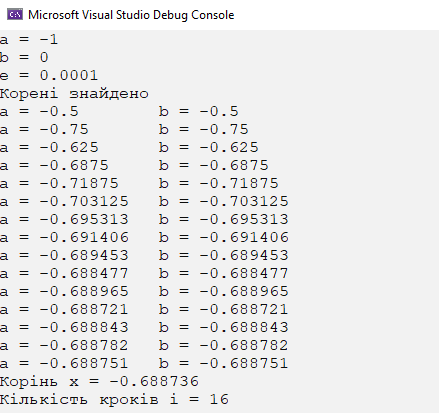 Microsoft Visual Studio Debug Console
a = -1
b = 0
e = 0.0001
Корені знайдено
a = -0.5 b = -0.5
a = -0.75 b = -0.75
a = -0.625 b = -0.625
a = -0.6875 b = -0.6875
a = -0.71875 b = -0.71875
a = -0.703125 b = -0.703125
a = -0.695313 b = -0.695313
a = -0.691406 b = -0.691406
a = -0.689453 b = -0.689453
a = -0.688477 b = -0.688477
a = -0.688965 b = -0.688965
a = -0.688721 b = -0.688721
a = -0.688843 b = -0.688843
a = -0.688782 b = -0.688782
a = -0.688751 b = -0.688751
Корінь x = -0.688736
Кількість кроків i = 16